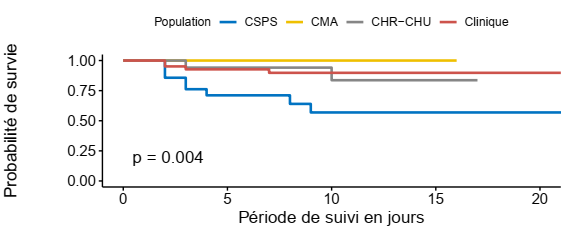 Population CSPS CMA CHR−CHU Clinique
Probabilité de survie
1.00
0.75
0.50
0.25
0.00
p = 0.004
0 5 10 15 20
Période de suivi en jours